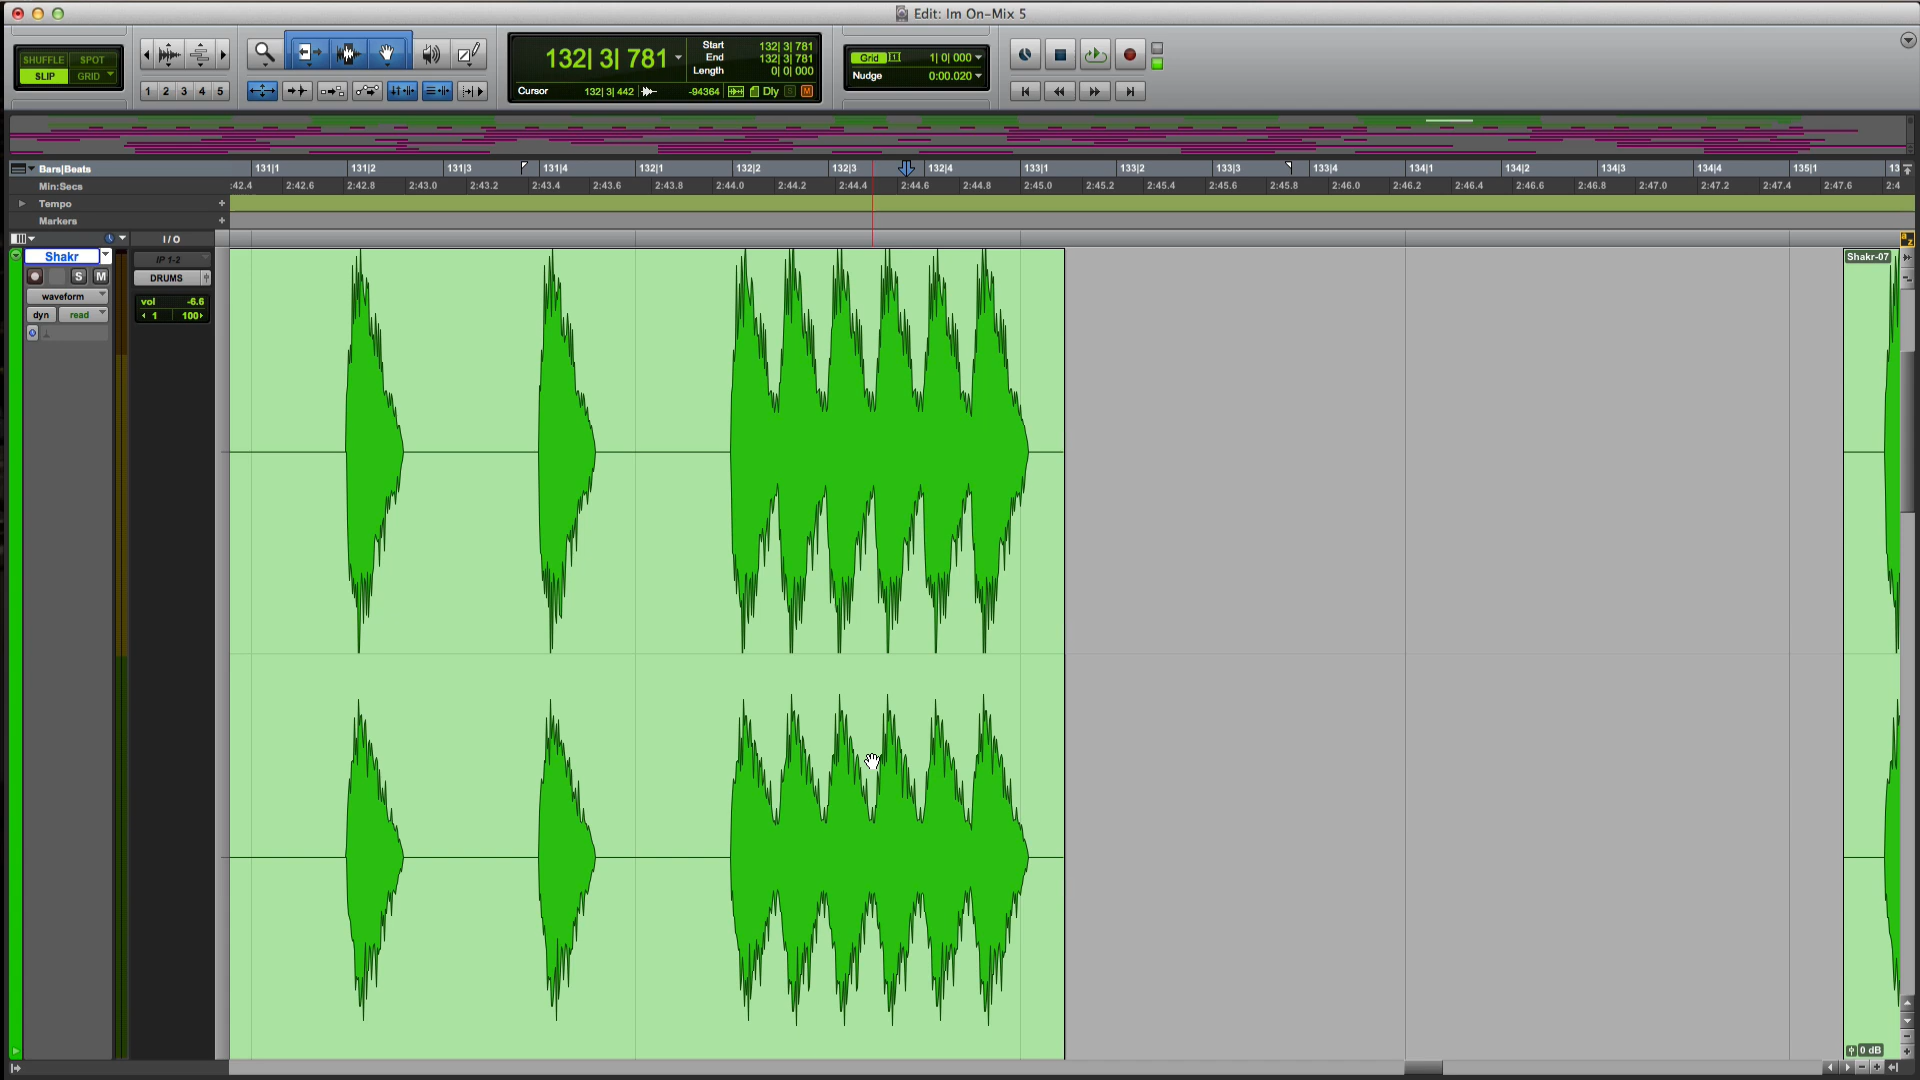 Edit: Im On-Mix 5
SHUFFLE SPOT
SLIP GRID
1 2 3 4 5
132| 3| 781
Start 132| 3| 781
End 132| 3| 781
Length 0| 0| 000
Cursor 132| 3| 442 -94364 Dly S M
Grid 1| 0| 000
Nudge 0:00.020
Bars|Beats 131|1 131|2 131|3 131|4 132|1 132|2 132|3 132|4 133|1 133|2 133|3 133|4 134|1 134|2 134|3 134|4 135|1 13
Min:Secs :42.4 2:42.6 2:42.8 2:43.0 2:43.2 2:43.4 2:43.6 2:43.8 2:44.0 2:44.2 2:44.4 2:44.6 2:44.8 2:45.0 2:45.2 2:45.4 2:45.6 2:45.8 2:46.0 2:46.2 2:46.4 2:46.6 2:46.8 2:47.0 2:47.2 2:47.4 2:47.6 2:4
Tempo
Markers
I / O
a z
Shakr IP 1-2 Shakr-07
S M DRUMS
waveform vol -6.6
dyn read 1 100
0 dB